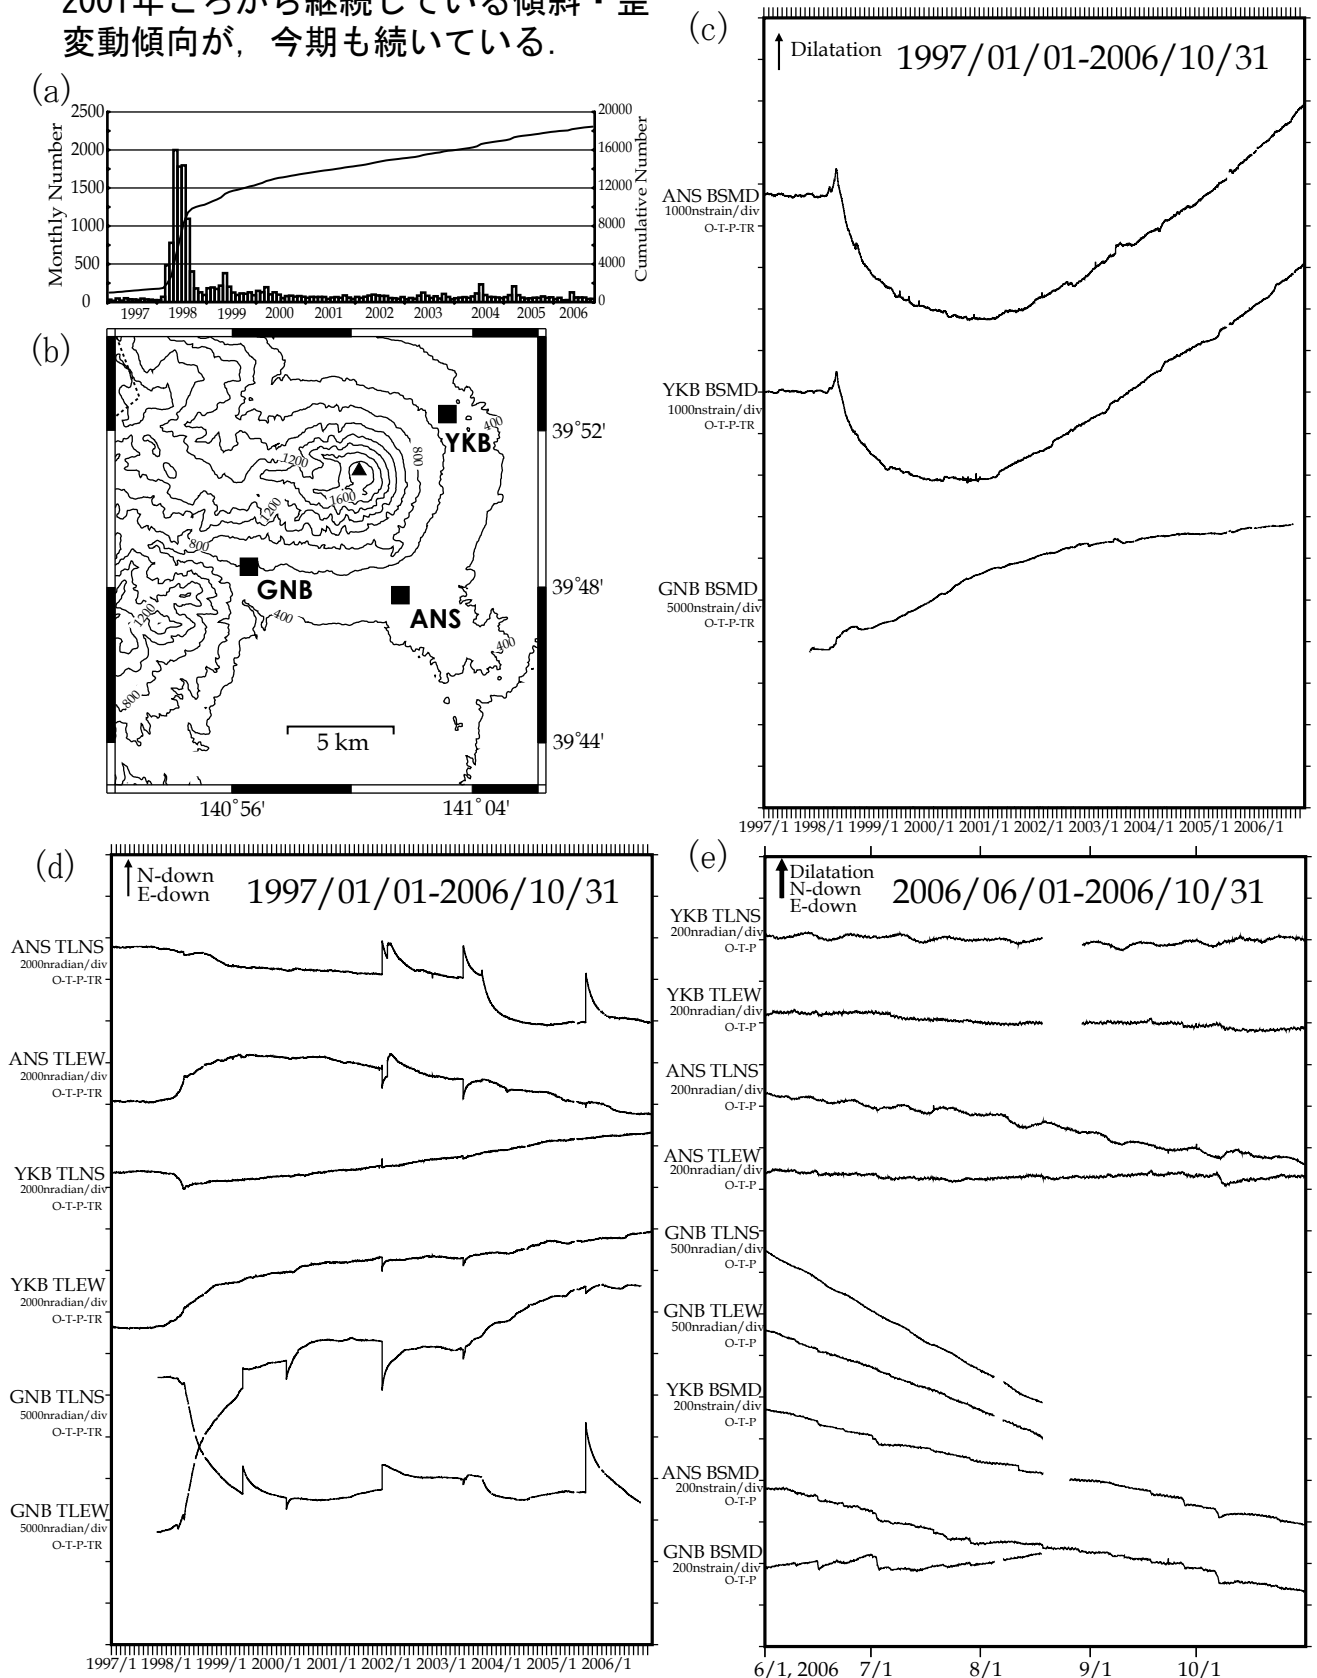 2001年ごろから継続している傾斜・歪
変動傾向が，今期も続いている．
(a)
Monthly Number
2500
2000
1500
1000
500
0
20000
16000
12000
8000
4000
0
Cumulative Number
1997 1998 1999 2000 2001 2002 2003 2004 2005 2006
(b)
YKB
GNB
ANS
400
800
1200
1600
1200
800
400
1200
800
400
5 km
39°52'
39°48'
39°44'
140°56' 141°04'
(c)
Dilatation
1997/01/01-2006/10/31
ANS BSMD
1000nstrain/div
O-T-P-TR
YKB BSMD
1000nstrain/div
O-T-P-TR
GNB BSMD
5000nstrain/div
O-T-P-TR
1997/1 1998/1 1999/1 2000/1 2001/1 2002/1 2003/1 2004/1 2005/1 2006/1
(d)
N-down
E-down
1997/01/01-2006/10/31
ANS TLNS
2000nradian/div
O-T-P-TR
ANS TLEW
2000nradian/div
O-T-P-TR
YKB TLNS
2000nradian/div
O-T-P-TR
YKB TLEW
2000nradian/div
O-T-P-TR
GNB TLNS
5000nradian/div
O-T-P-TR
GNB TLEW
5000nradian/div
O-T-P-TR
1997/1 1998/1 1999/1 2000/1 2001/1 2002/1 2003/1 2004/1 2005/1 2006/1
(e)
Dilatation
N-down
E-down
2006/06/01-2006/10/31
YKB TLNS
200nradian/div
O-T-P
YKB TLEW
200nradian/div
O-T-P
ANS TLNS
200nradian/div
O-T-P
ANS TLEW
200nradian/div
O-T-P
GNB TLNS
500nradian/div
O-T-P
GNB TLEW
500nradian/div
O-T-P
YKB BSMD
200nstrain/div
O-T-P
ANS BSMD
200nstrain/div
O-T-P
GNB BSMD
200nstrain/div
O-T-P
6/1, 2006 7/1 8/1 9/1 10/1